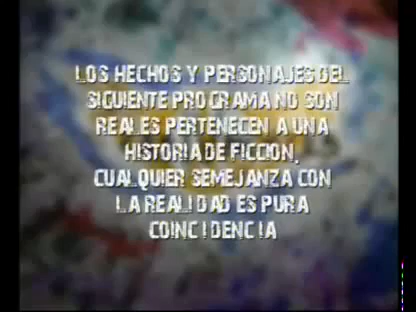 LOS HECHOS Y PERSONAJES DEL
SIGUIENTE PROGRAMA NO SON
REALES PERTENECEN A UNA
HISTORIA DE FICCION,
CUALQUIER SEMEJANZA CON
LA REALIDAD ES PURA
COINCIDENCIA